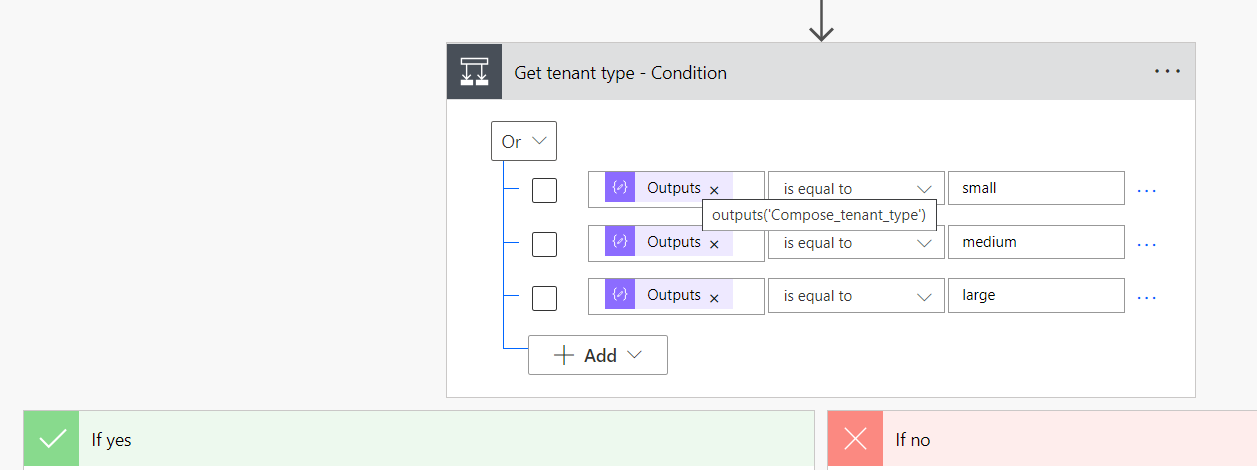 Get tenant type - Condition
Or
Outputs is equal to small
outputs('Compose_tenant_type')
Outputs is equal to medium
Outputs is equal to large
Add
If yes
If no